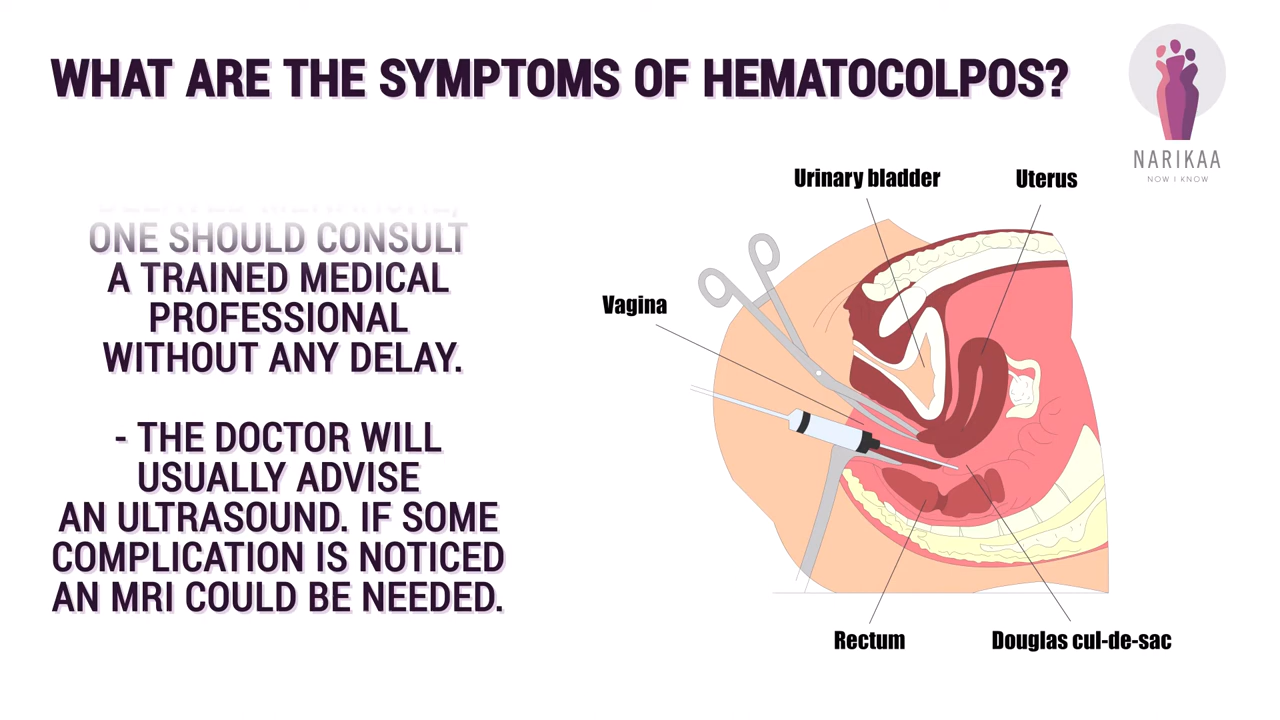 WHAT ARE THE SYMPTOMS OF HEMATOCOLPOS?
NARIKAA
NOW I KNOW
ONE SHOULD CONSULT
A TRAINED MEDICAL
PROFESSIONAL
WITHOUT ANY DELAY.
- THE DOCTOR WILL
USUALLY ADVISE
AN ULTRASOUND. IF SOME
COMPLICATION IS NOTICED
AN MRI COULD BE NEEDED.
Urinary bladder
Uterus
Vagina
Rectum
Douglas cul-de-sac